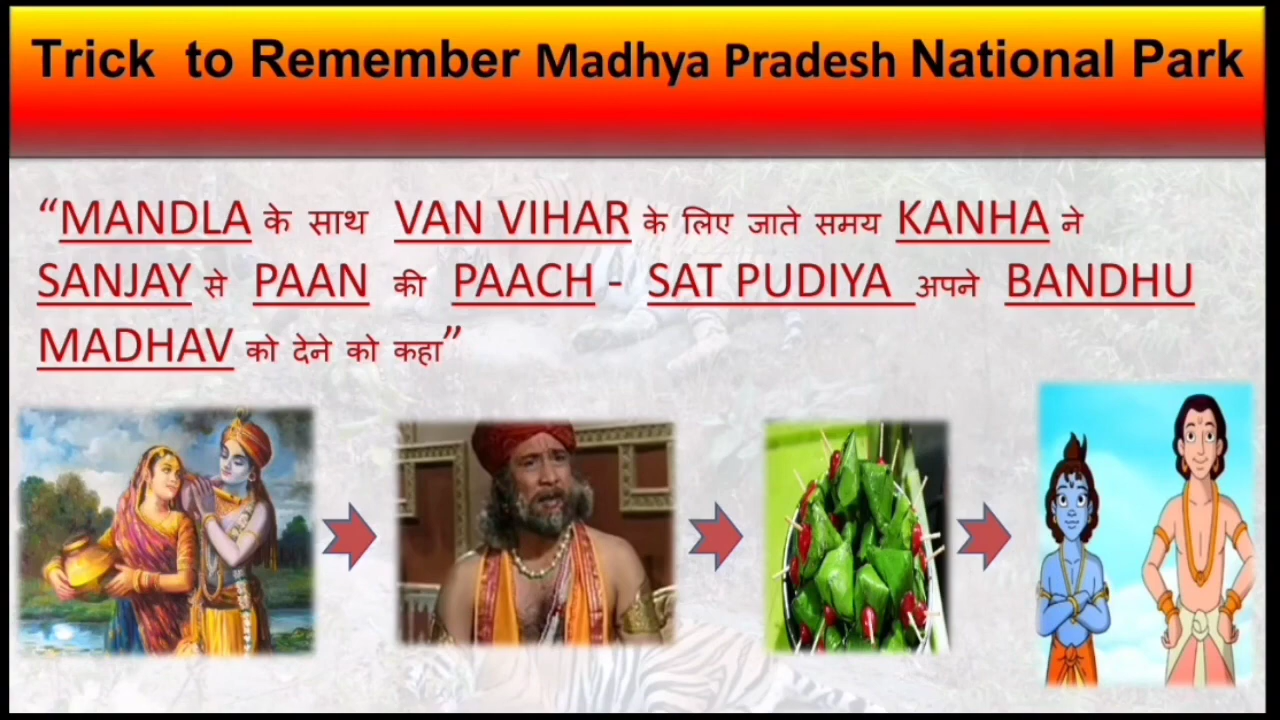 Trick to Remember Madhya Pradesh National Park
“MANDLA के साथ VAN VIHAR के लिए जाते समय KANHA ने
SANJAY से PAAN की PAACH - SAT PUDIYA अपने BANDHU
MADHAV को देने को कहा”